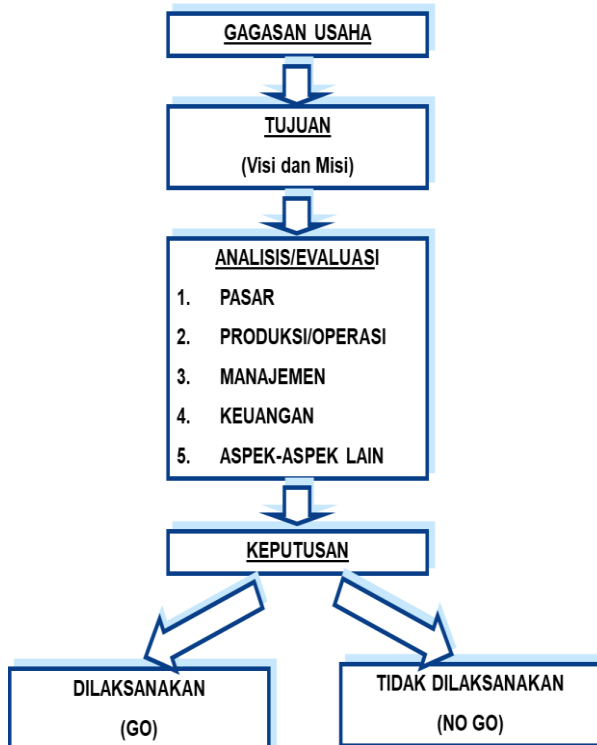 GAGASAN USAHA
TUJUAN
(Visi dan Misi)
ANALISIS/EVALUASI
1. PASAR
2. PRODUKSI/OPERASI
3. MANAJEMEN
4. KEUANGAN
5. ASPEK-ASPEK LAIN
KEPUTUSAN
DILAKSANAKAN
(GO)
TIDAK DILAKSANAKAN
(NO GO)